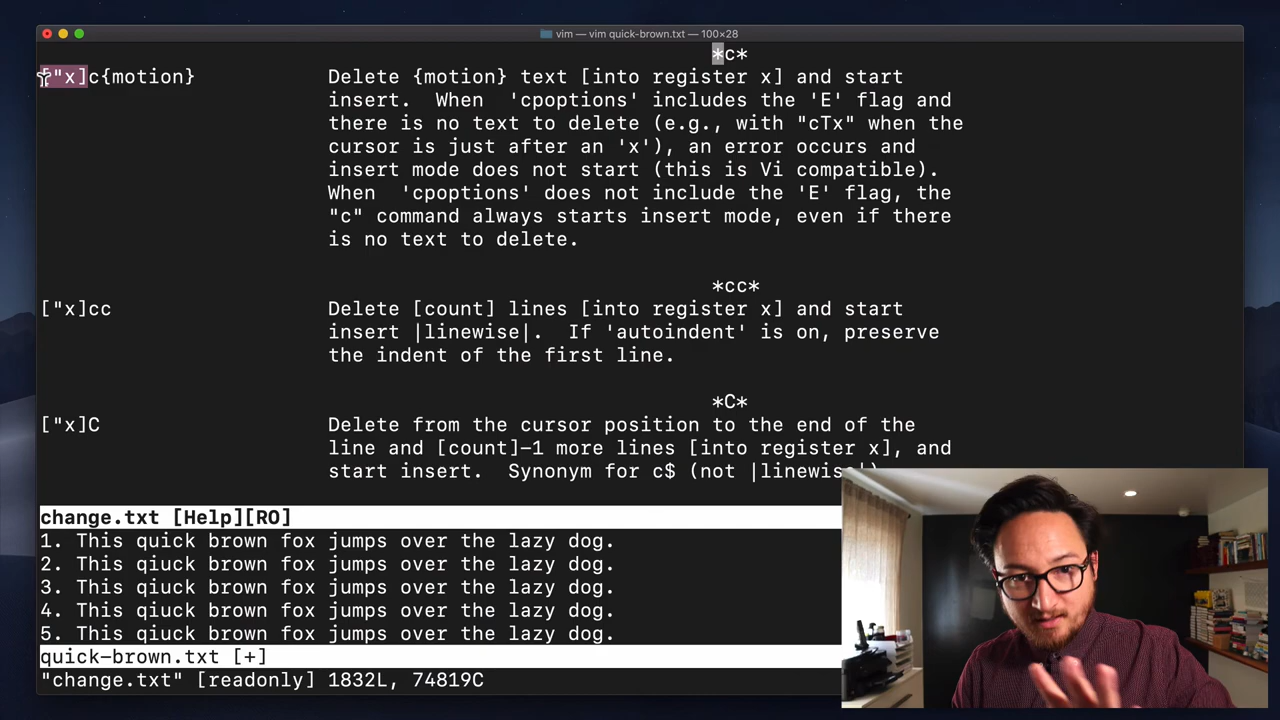 vim — vim quick-brown.txt — 100×28
*c*
["x]c{motion} Delete {motion} text [into register x] and start
insert. When 'cpoptions' includes the 'E' flag and
there is no text to delete (e.g., with "cTx" when the
cursor is just after an 'x'), an error occurs and
insert mode does not start (this is Vi compatible).
When 'cpoptions' does not include the 'E' flag, the
"c" command always starts insert mode, even if there
is no text to delete.
*cc*
["x]cc Delete [count] lines [into register x] and start
insert |linewise|. If 'autoindent' is on, preserve
the indent of the first line.
*C*
["x]C Delete from the cursor position to the end of the
line and [count]-1 more lines [into register x], and
start insert. Synonym for c$ (not |linewise|)
change.txt [Help][RO]
1. This quick brown fox jumps over the lazy dog.
2. This qiuck brown fox jumps over the lazy dog.
3. This qiuck brown fox jumps over the lazy dog.
4. This qiuck brown fox jumps over the lazy dog.
5. This qiuck brown fox jumps over the lazy dog.
quick-brown.txt [+]
"change.txt" [readonly] 1832L, 74819C